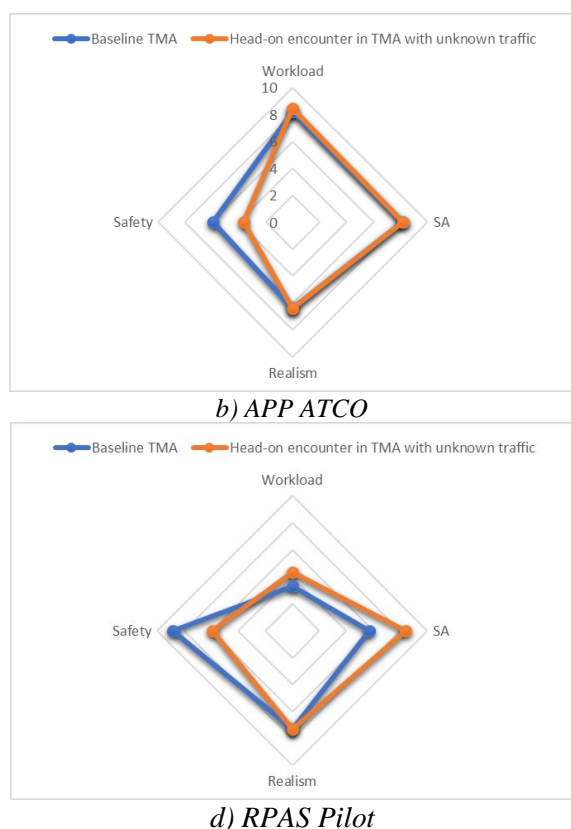 Baseline TMA Head-on encounter in TMA with unknown traffic
Workload
10
8
6
4
2
0
Safety
SA
Realism
b) APP ATCO
Baseline TMA Head-on encounter in TMA with unknown traffic
Workload
Safety
SA
Realism
d) RPAS Pilot